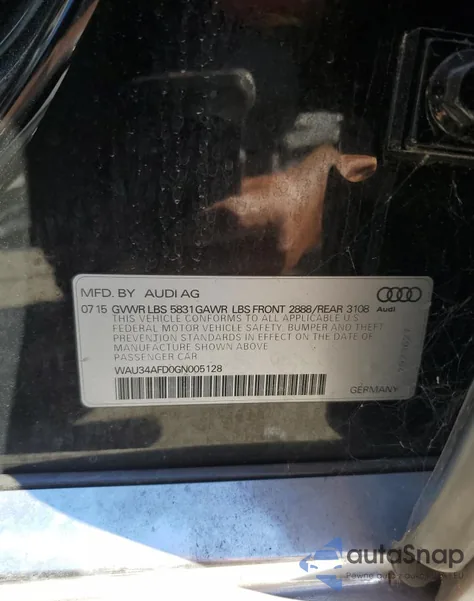 MFD. BY AUDI AG
Audi
07 15 GVWR LBS 5831 GAWR LBS FRONT 2888/REAR 3108
THIS VEHICLE CONFORMS TO ALL APPLICABLE U.S
FEDERAL MOTOR VEHICLE SAFETY, BUMPER AND THEFT
PREVENTION STANDARDS IN EFFECT ON THE DATE OF
MANUFACTURE SHOWN ABOVE
PASSENGER CAR
WAU34AFD0GN005128
GERMANY
autaSnap